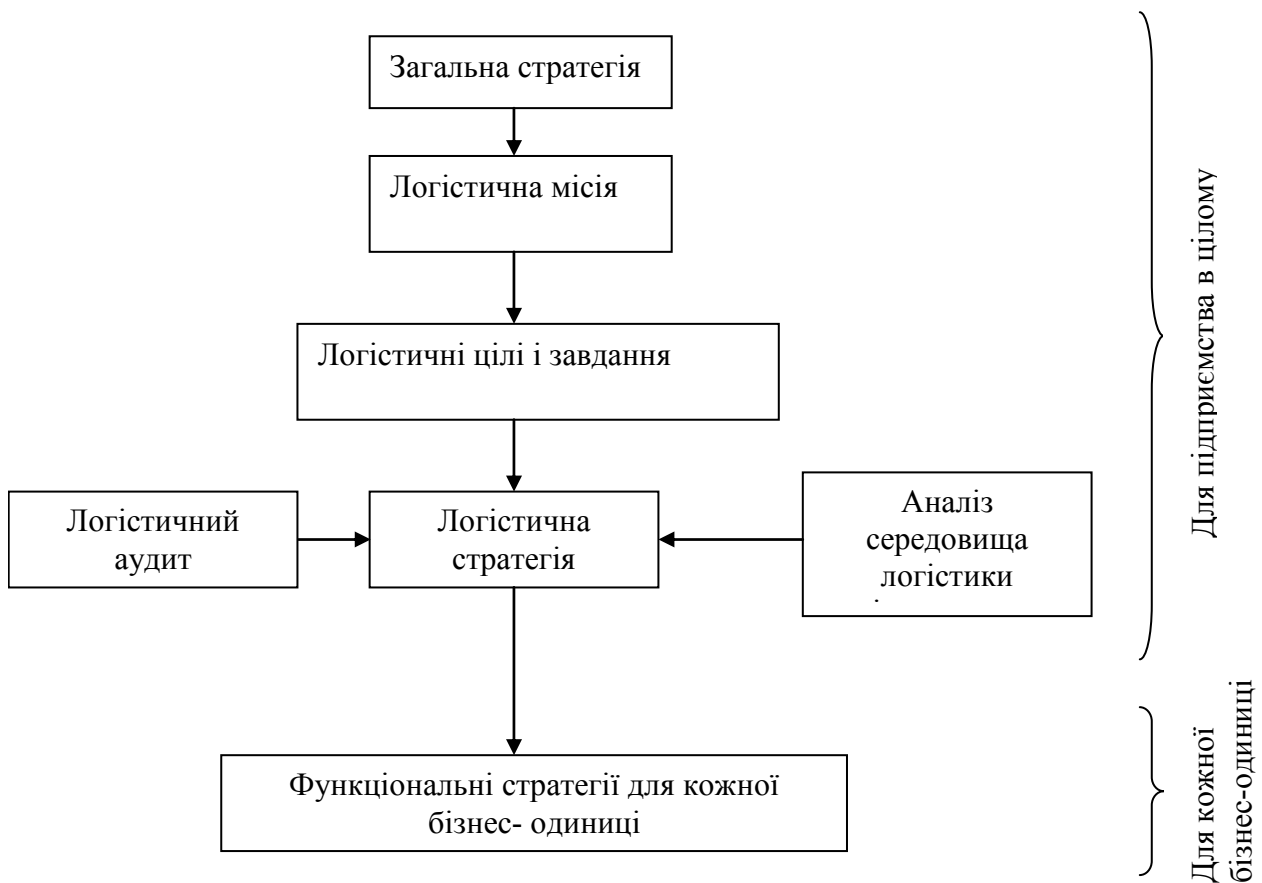 Загальна стратегія
Логістична місія
Логістичні цілі і завдання
Логістичний
аудит
Логістична
стратегія
Аналіз
середовища
логістики
Функціональні стратегії для кожної
бізнес- одиниці
Для підприємства в цілому
Для кожної
бізнес-одиниці